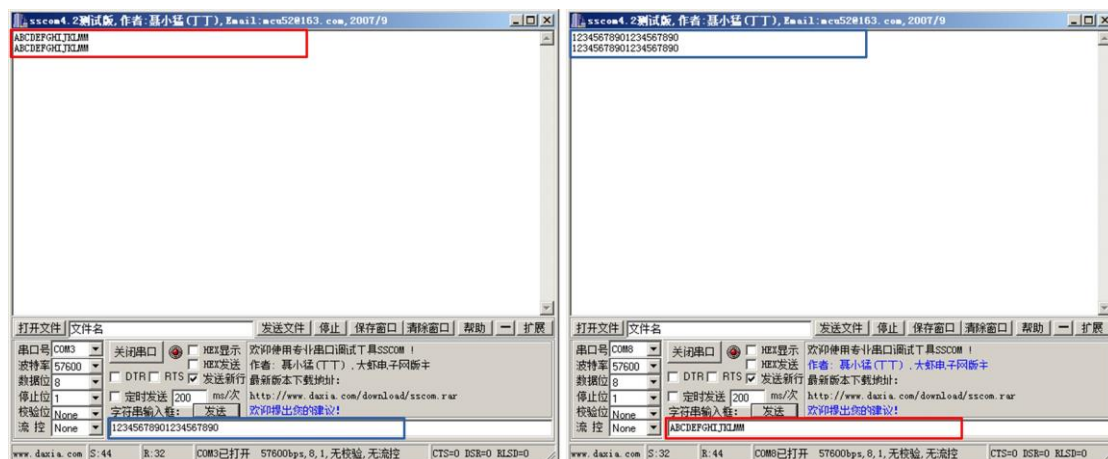 sscom4.2测试版,作者:聂小猛(丁丁),Email:mcu52@163.com,2007/9
ABCDEFGHIJKLMM
ABCDEFGHIJKLMM
打开文件 文件名 发送文件 停止 保存窗口 清除窗口 帮助 — 扩展
串口号 COM3 关闭串口 HEX显示 欢迎使用专业串口调试工具SSCOM !
波特率 57600 HEX发送 作者: 聂小猛(丁丁),大虾电子网版主
数据位 8 DTR RTS 发送新行 最新版本下载地址:
停止位 1 定时发送 200 ms/次 http://www.daxia.com/download/sscom.rar
校验位 None 字符串输入框: 发送 欢迎提出您的建议!
流 控 None 12345678901234567890
www.daxia.com S:44 R:32 COM3已打开 57600bps,8,1,无校验,无流控 CTS=0 DSR=0 RLSD=0
sscom4.2测试版,作者:聂小猛(丁丁),Email:mcu52@163.com,2007/9
12345678901234567890
12345678901234567890
打开文件 文件名 发送文件 停止 保存窗口 清除窗口 帮助 — 扩展
串口号 COM8 关闭串口 HEX显示 欢迎使用专业串口调试工具SSCOM !
波特率 57600 HEX发送 作者: 聂小猛(丁丁),大虾电子网版主
数据位 8 DTR RTS 发送新行 最新版本下载地址:
停止位 1 定时发送 200 ms/次 http://www.daxia.com/download/sscom.rar
校验位 None 字符串输入框: 发送 欢迎提出您的建议!
流 控 None ABCDEFGHIJKLMM
www.daxia.com S:32 R:44 COM8已打开 57600bps,8,1,无校验,无流控 CTS=0 DSR=0 RLSD=0